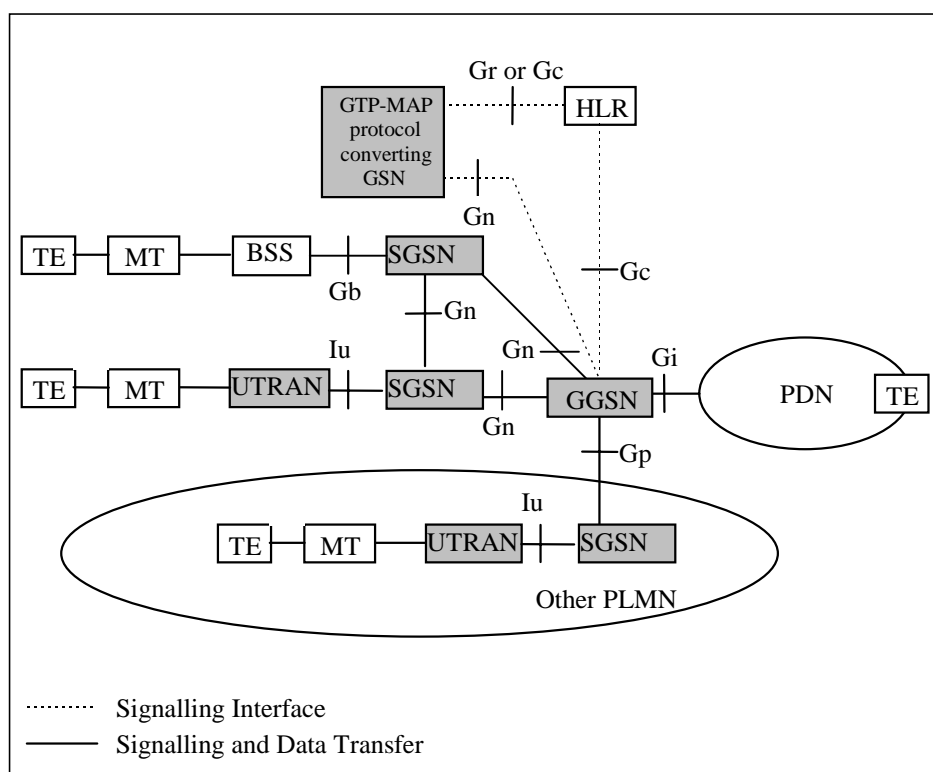 Gr or Gc
GTP-MAP
protocol
converting
GSN
HLR
Gn
TE
MT
BSS
SGSN
Gb
Gc
Gn
Iu
Gn
Gi
TE
MT
UTRAN
SGSN
Gn
GGSN
PDN
TE
Gp
Iu
TE
MT
UTRAN
SGSN
Other PLMN
Signalling Interface
Signalling and Data Transfer